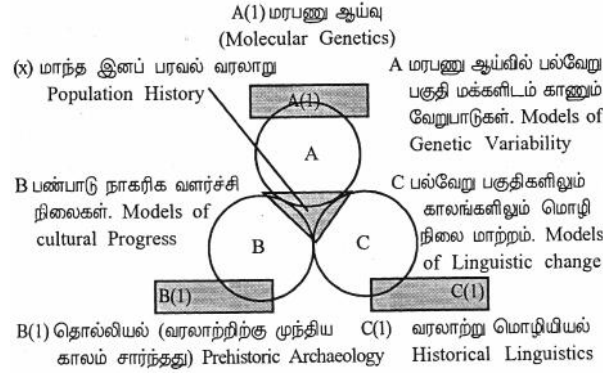 A(1) மரபணு ஆய்வு
(Molecular Genetics)
(x) மாந்த இனப் பரவல் வரலாறு
Population History
A மரபணு ஆய்வில் பல்வேறு
பகுதி மக்களிடம் காணும்
வேறுபாடுகள். Models of
Genetic Variability
A(1)
A
B பண்பாடு நாகரிக வளர்ச்சி
நிலைகள். Models of
cultural Progress
C பல்வேறு பகுதிகளிலும்
காலங்களிலும் மொழி
நிலை மாற்றம். Models
of Linguistic change
B
C
B(1)
C(1)
B(1) தொல்லியல் (வரலாற்றிற்கு முந்திய
காலம் சார்ந்தது) Prehistoric Archaeology
C(1) வரலாற்று மொழியியல்
Historical Linguistics